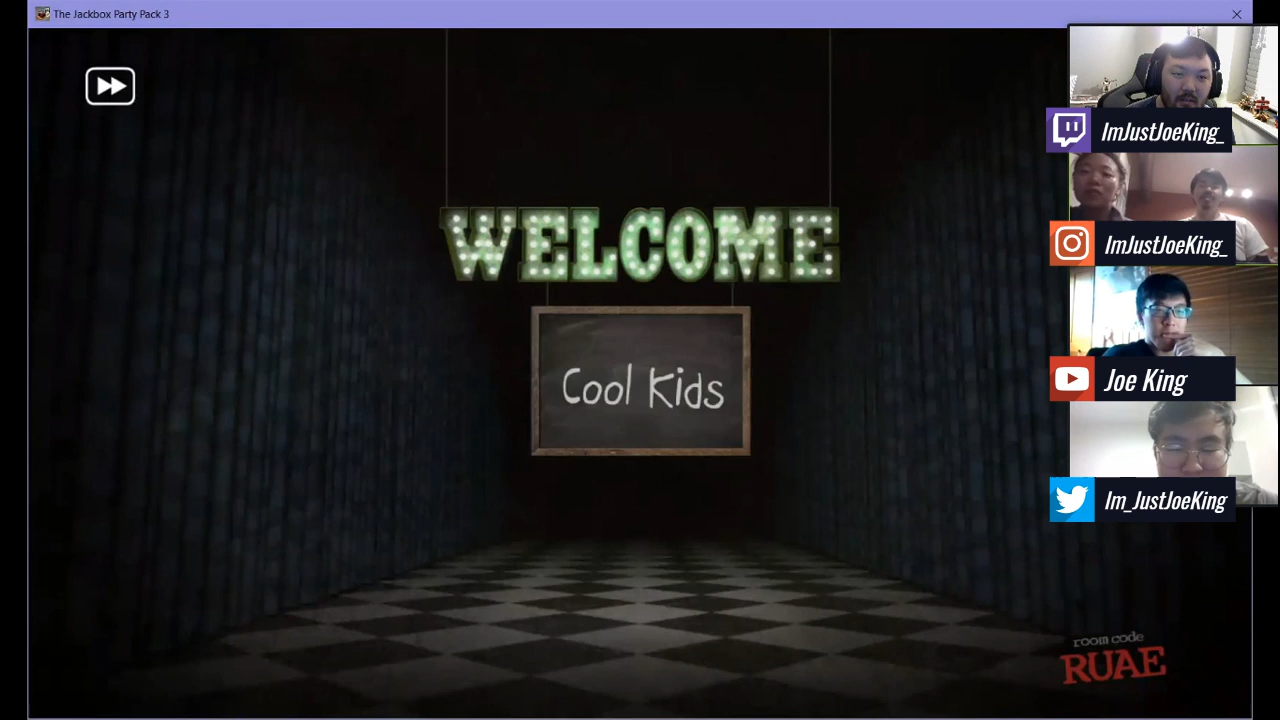 The Jackbox Party Pack 3
WELCOME
Cool Kids
ImJustJoeKing_
ImJustJoeKing_
Joe King
Im_JustJoeKing
room code
RUAE